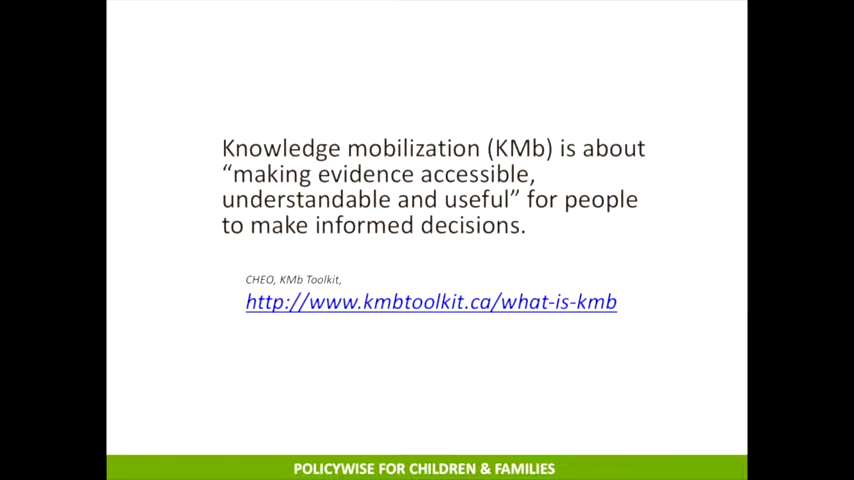 Knowledge mobilization (KMb) is about
“making evidence accessible,
understandable and useful” for people
to make informed decisions.
CHEO, KMb Toolkit,
http://www.kmbtoolkit.ca/what-is-kmb
POLICYWISE FOR CHILDREN & FAMILIES